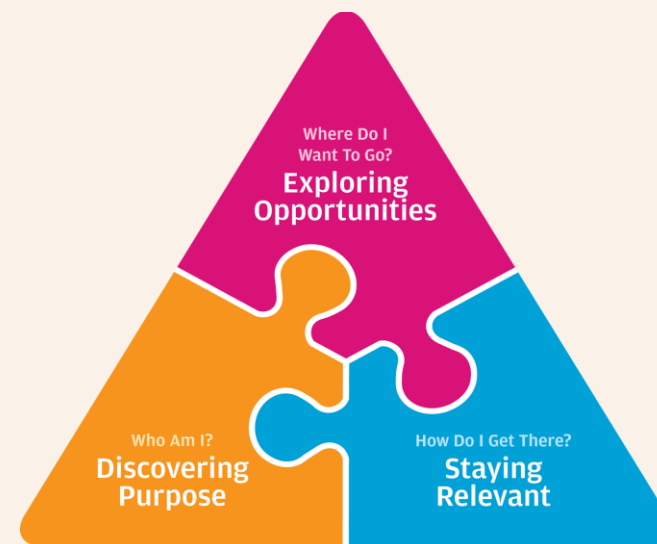 Where Do I
Want To Go?
Exploring
Opportunities
Who Am I?
Discovering
Purpose
How Do I Get There?
Staying
Relevant